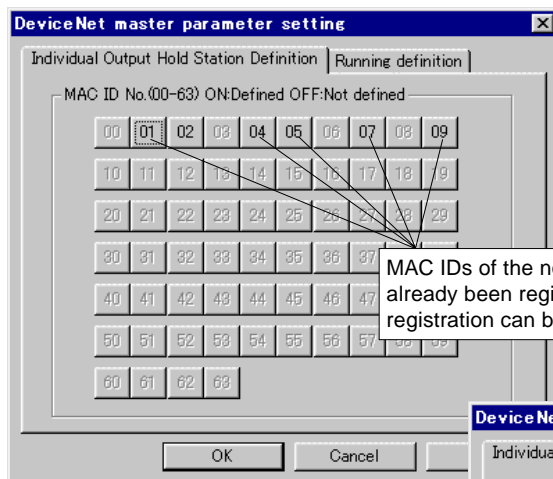 DeviceNet master parameter setting
Individual Output Hold Station Definition Running definition
MAC ID No.(00-63) ON:Defined OFF:Not defined
00 01 02 03 04 05 06 07 08 09
10 11 12 13 14 15 16 17 18 19
20 21 22 23 24 25 26 27 28 29
30 31 32 33 34 35 36 37
MAC IDs of the
already been
40 41 42 43 44 45 46 47
registration can
50 51 52 53 54 55 56 57 58 59
60 61 62 63
OK Cancel